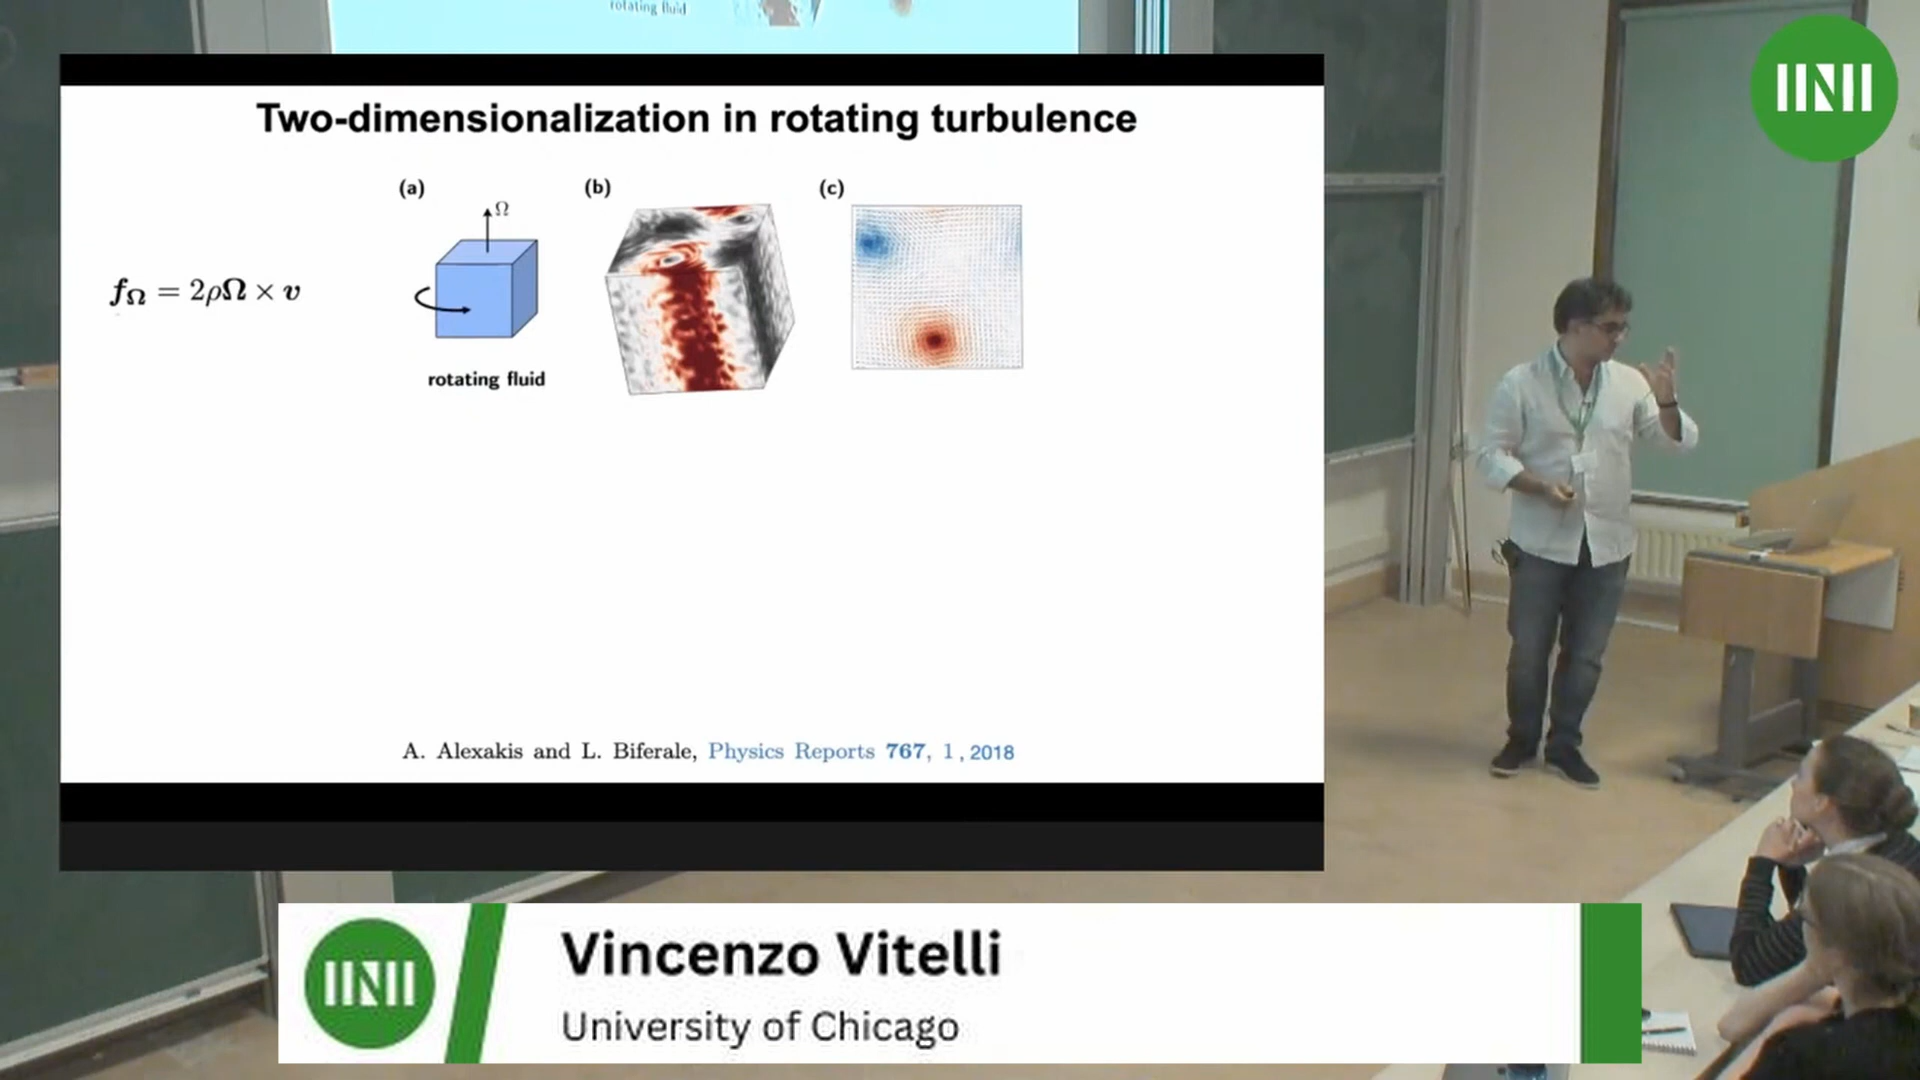 rotating fluid
INI
Two-dimensionalization in rotating turbulence
(a) (b) (c)
Ω
fΩ = 2ρΩ × v
rotating fluid
A. Alexakis and L. Biferale, Physics Reports 767, 1 , 2018
INI
Vincenzo Vitelli
University of Chicago